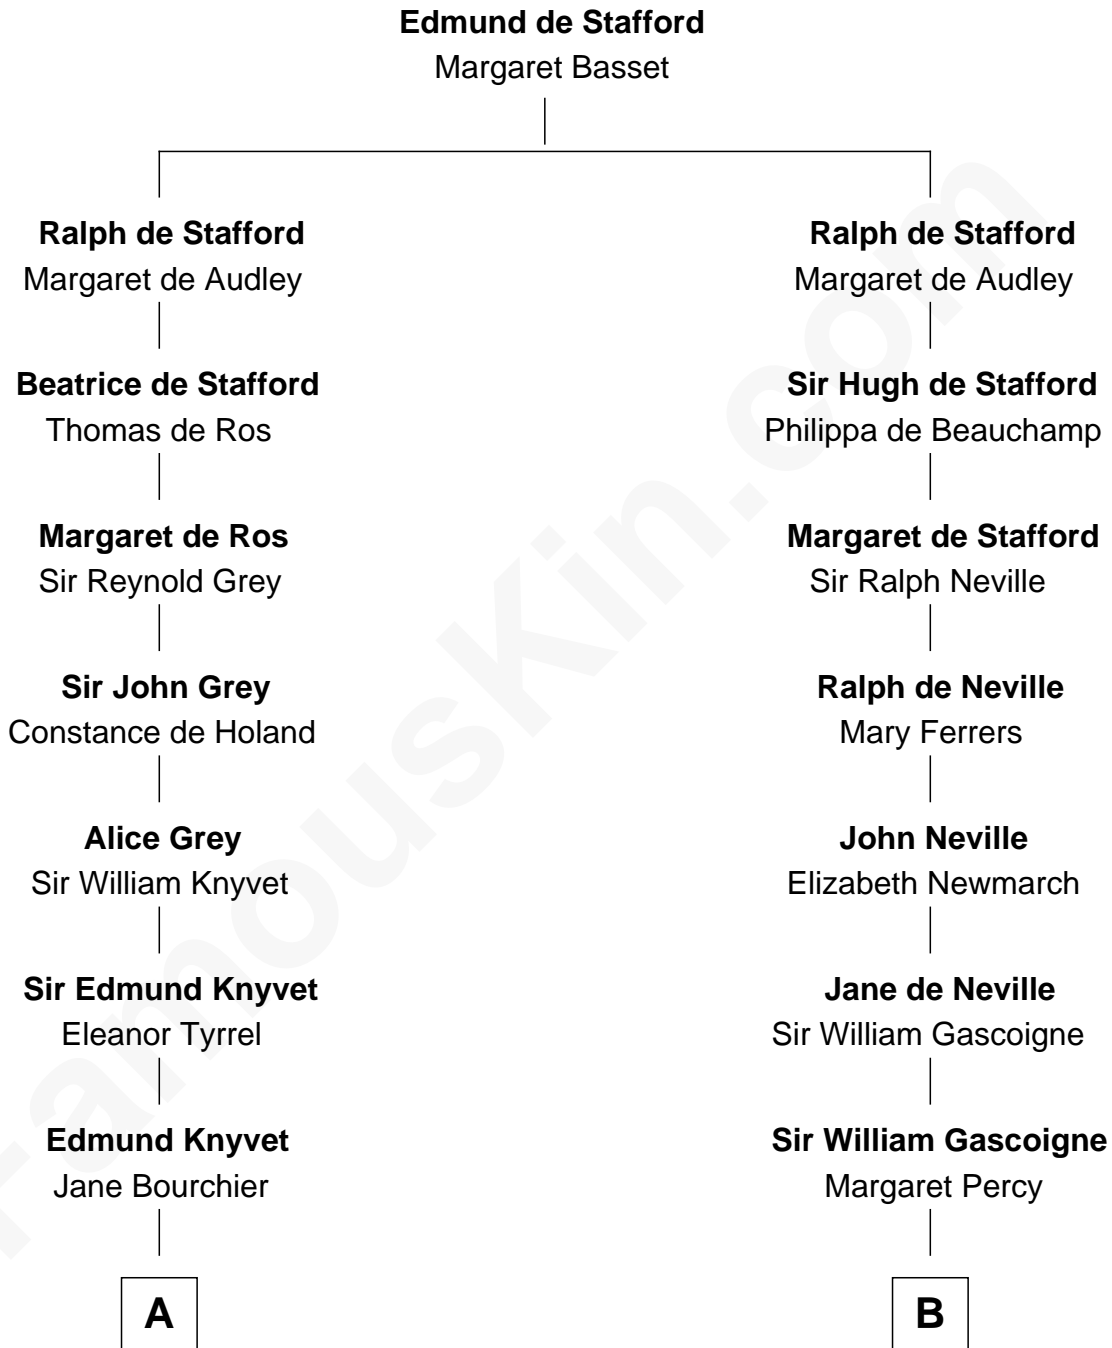 Edmund de Stafford
Margaret Basset
Ralph de Stafford
Margaret de Audley
Beatrice de Stafford
Thomas de Ros
Margaret de Ros
Sir Reynold Grey
Sir John Grey
Constance de Holand
Alice Grey
Sir William Knyvet
Sir Edmund Knyvet
Eleanor Tyrrel
Edmund Knyvet
Jane Bourchier
A
Ralph de Stafford
Margaret de Audley
Sir Hugh de Stafford
Philippa de Beauchamp
Margaret de Stafford
Sir Ralph Neville
Ralph de Neville
Mary Ferrers
John Neville
Elizabeth Newmarch
Jane de Neville
Sir William Gascoigne
Sir William Gascoigne
Margaret Percy
B
FamousKin.com